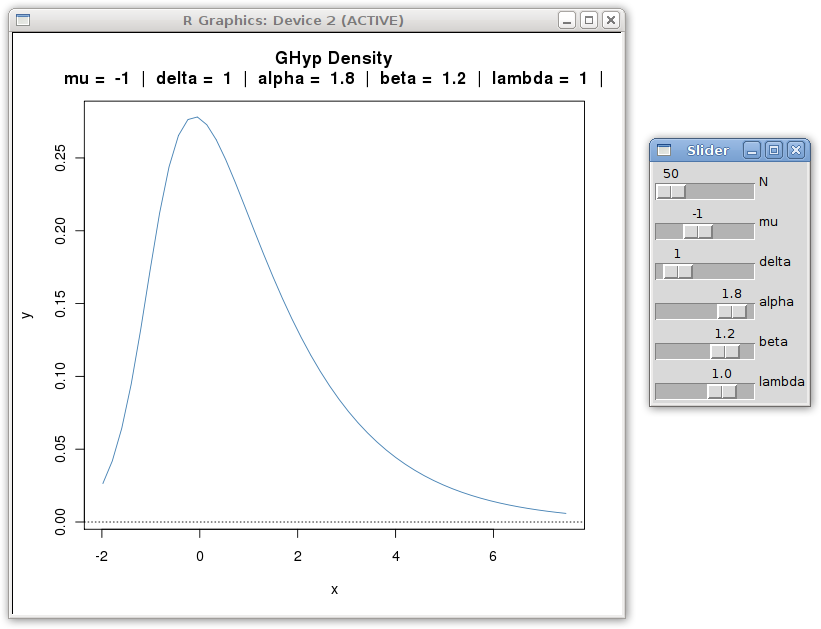 R Graphics: Device 2 (ACTIVE)
GHyp Density
mu = -1 | delta = 1 | alpha = 1.8 | beta = 1.2 | lambda = 1 |
0.25
0.20
0.15
0.10
0.05
0.00
y
-2 0 2 4 6
x
Slider
50
N
-1
mu
1
delta
1.8
alpha
1.2
beta
1.0
lambda